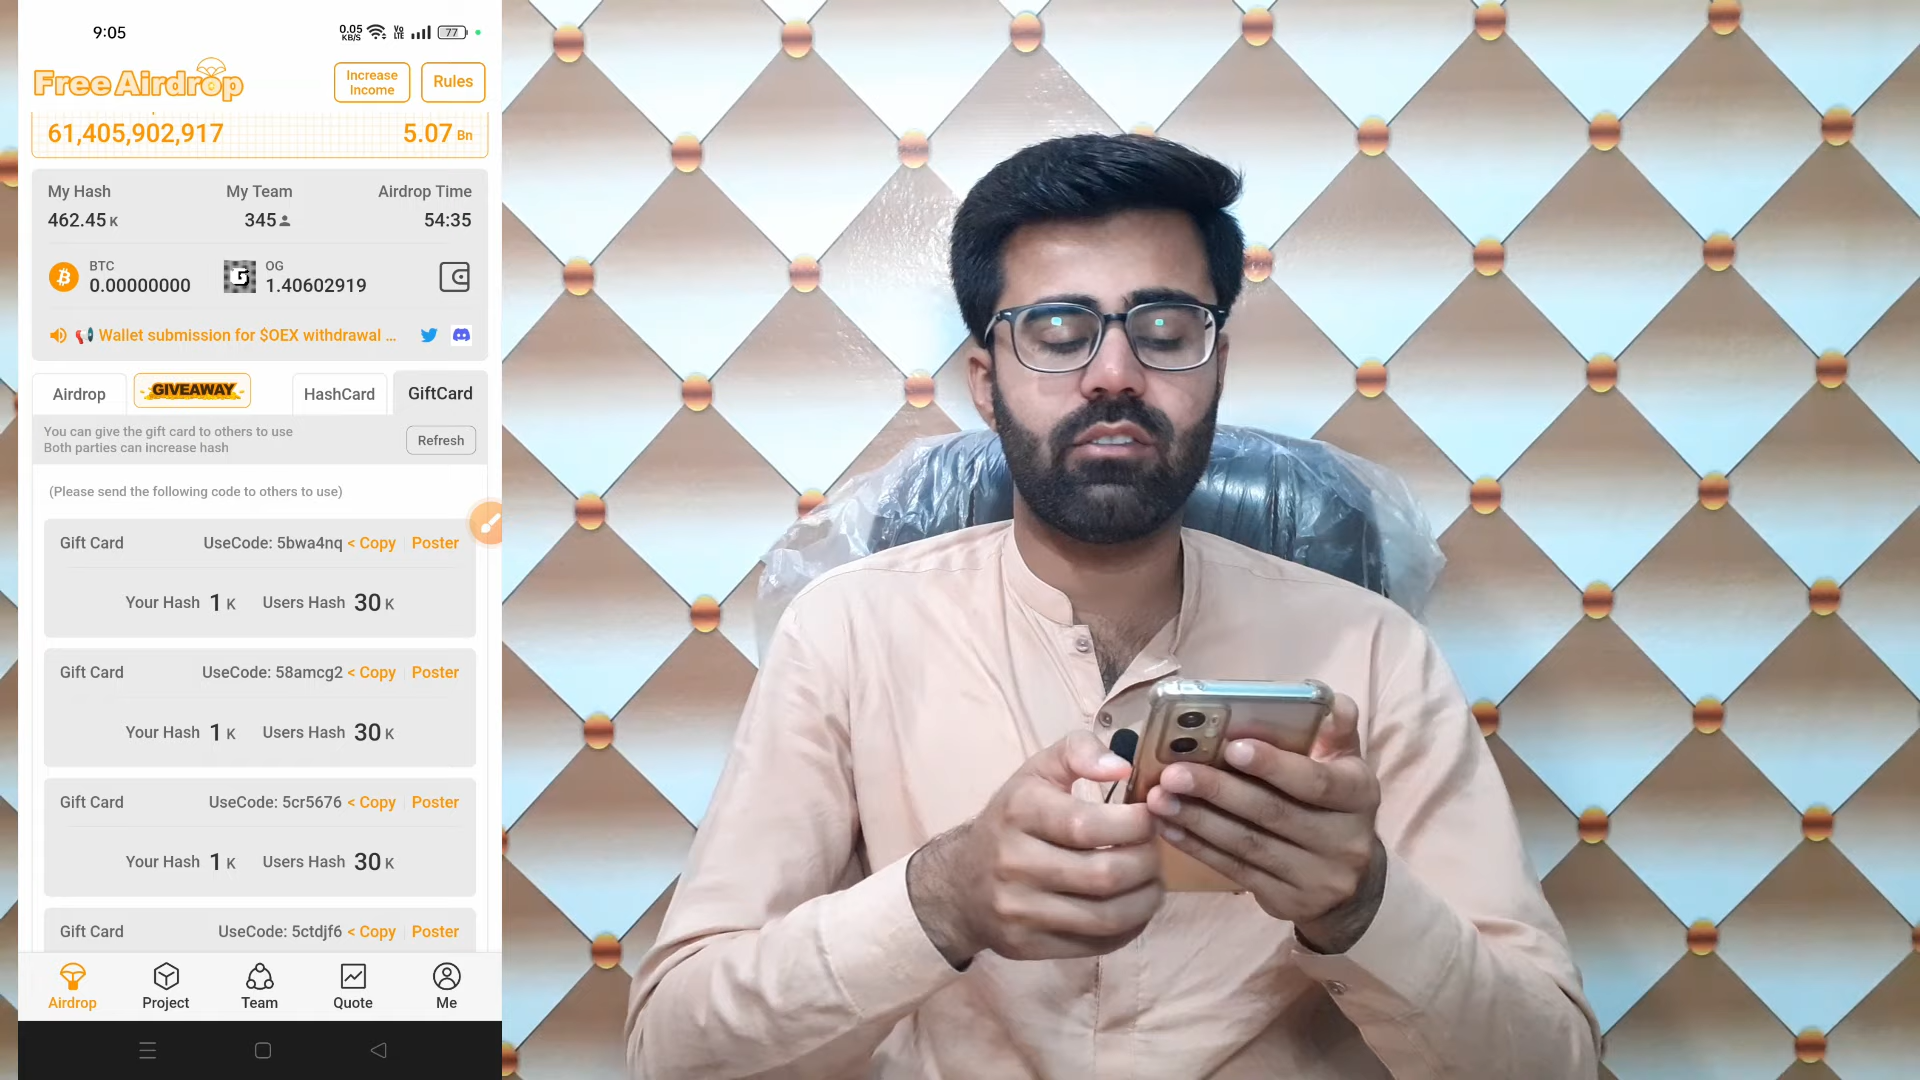 9:05
0.05 KB/S Vo LTE 77
Free Airdrop
Increase Income
Rules
61,405,902,917 5.07 Bn
My Hash My Team Airdrop Time
462.45 K 345 54:35
BTC OG
0.00000000 1.40602919
Wallet submission for $OEX withdrawal ...
Airdrop GIVEAWAY HashCard GiftCard
You can give the gift card to others to use
Both parties can increase hash
Refresh
(Please send the following code to others to use)
Gift Card UseCode: 5bwa4nq < Copy Poster
Your Hash 1 K Users Hash 30 K
Gift Card UseCode: 58amcg2 < Copy Poster
Your Hash 1 K Users Hash 30 K
Gift Card UseCode: 5cr5676 < Copy Poster
Your Hash 1 K Users Hash 30 K
Gift Card UseCode: 5ctdjf6 < Copy Poster
Airdrop Project Team Quote Me